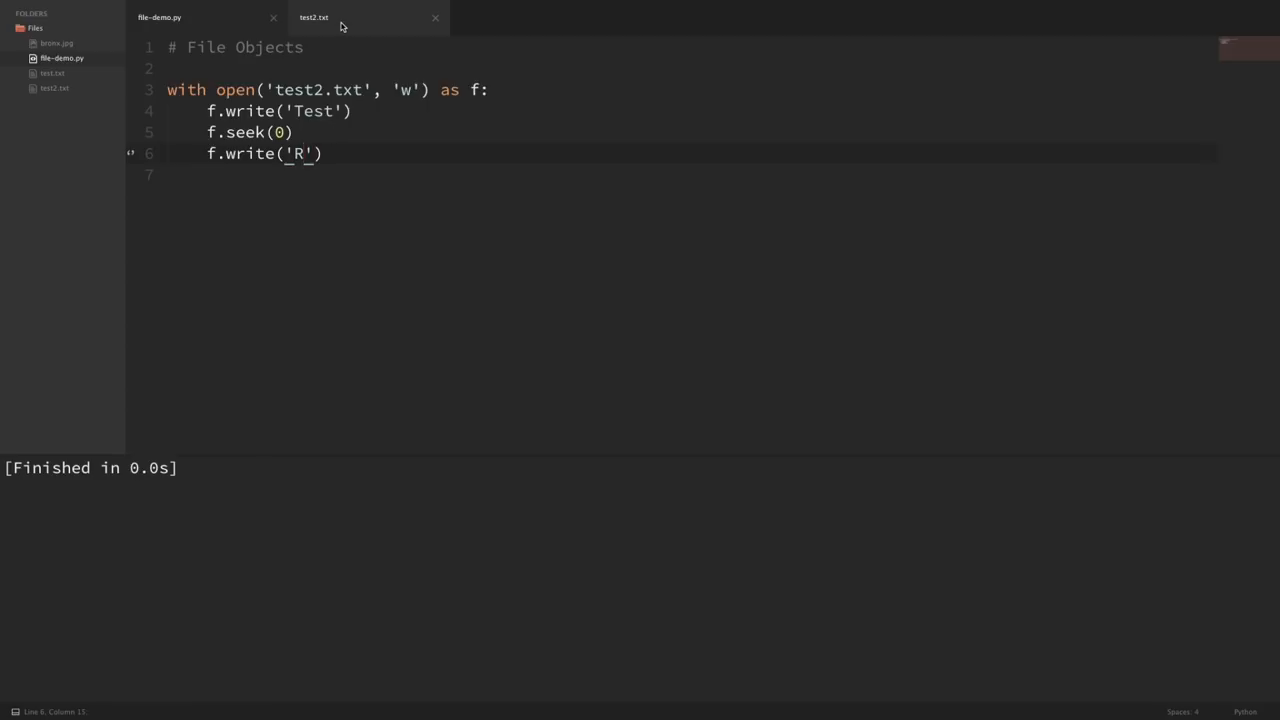 FOLDERS
Files
bronx.jpg
file-demo.py
test.txt
test2.txt
file-demo.py
test2.txt
1 # File Objects
2
3 with open('test2.txt', 'w') as f:
4     f.write('Test')
5     f.seek(0)
6     f.write('R')
7
[Finished in 0.0s]
Line 6, Column 15
Spaces: 4
Python